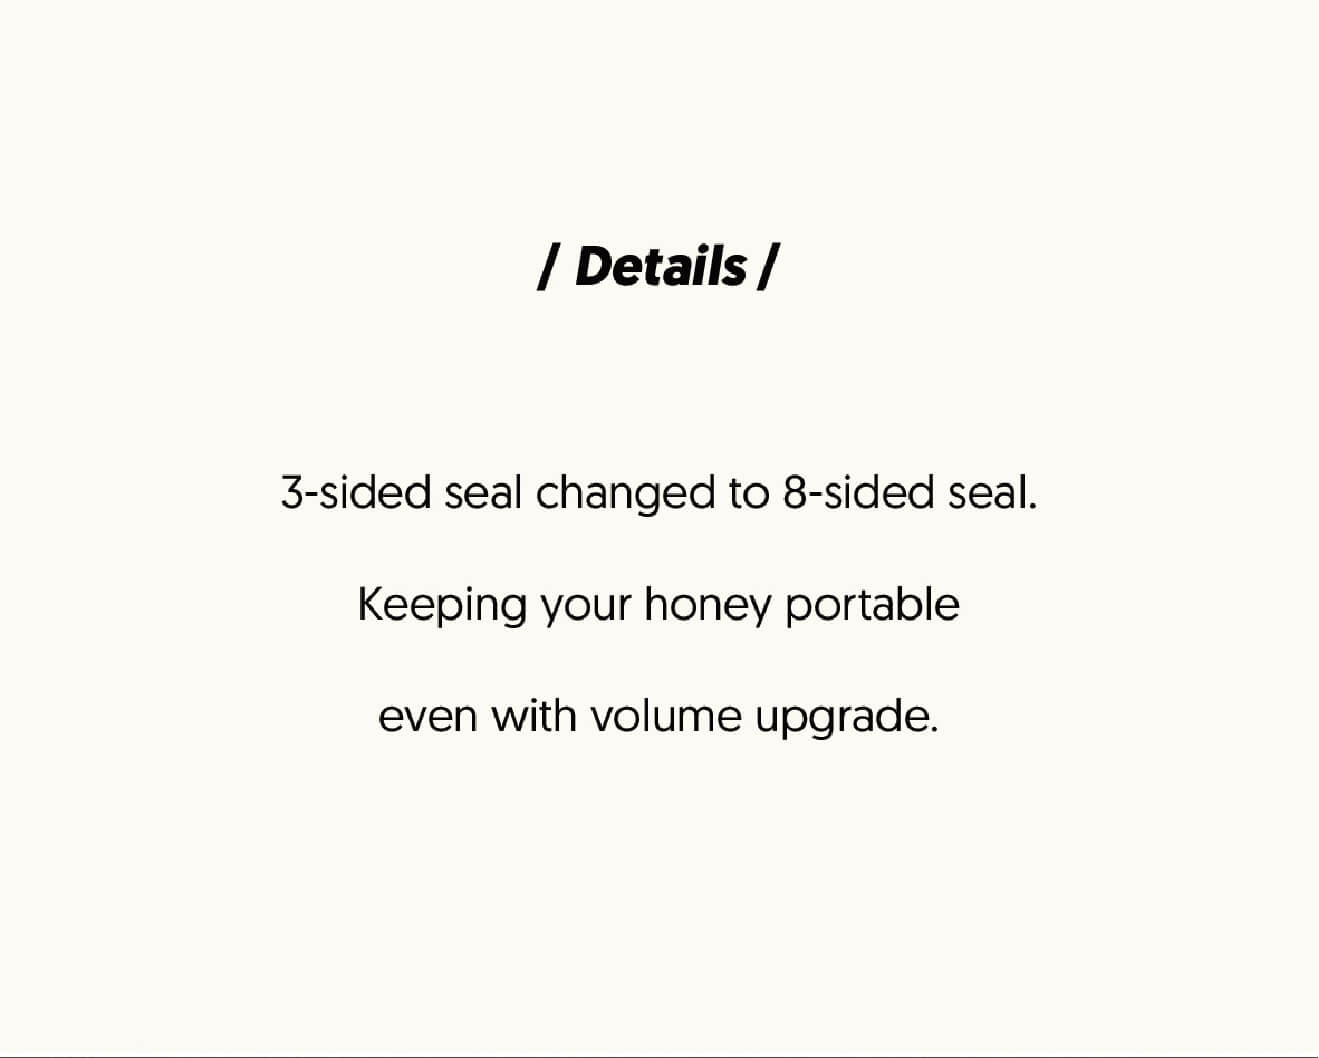 / Details /
3-sided seal changed to 8-sided seal.
Keeping your honey portable
even with volume upgrade.